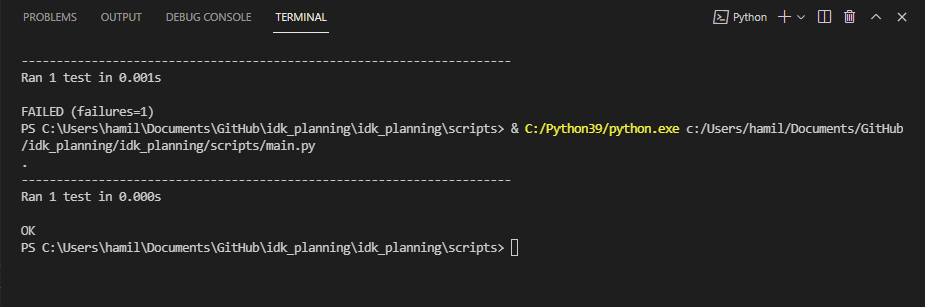 PROBLEMS OUTPUT DEBUG CONSOLE TERMINAL Python
----------------------------------------------------------------------
Ran 1 test in 0.001s
FAILED (failures=1)
PS C:\Users\hamil\Documents\GitHub\idk_planning\idk_planning\scripts> & C:/Python39/python.exe c:/Users/hamil/Documents/GitHub
/idk_planning/idk_planning/scripts/main.py
.
----------------------------------------------------------------------
Ran 1 test in 0.000s
OK
PS C:\Users\hamil\Documents\GitHub\idk_planning\idk_planning\scripts>